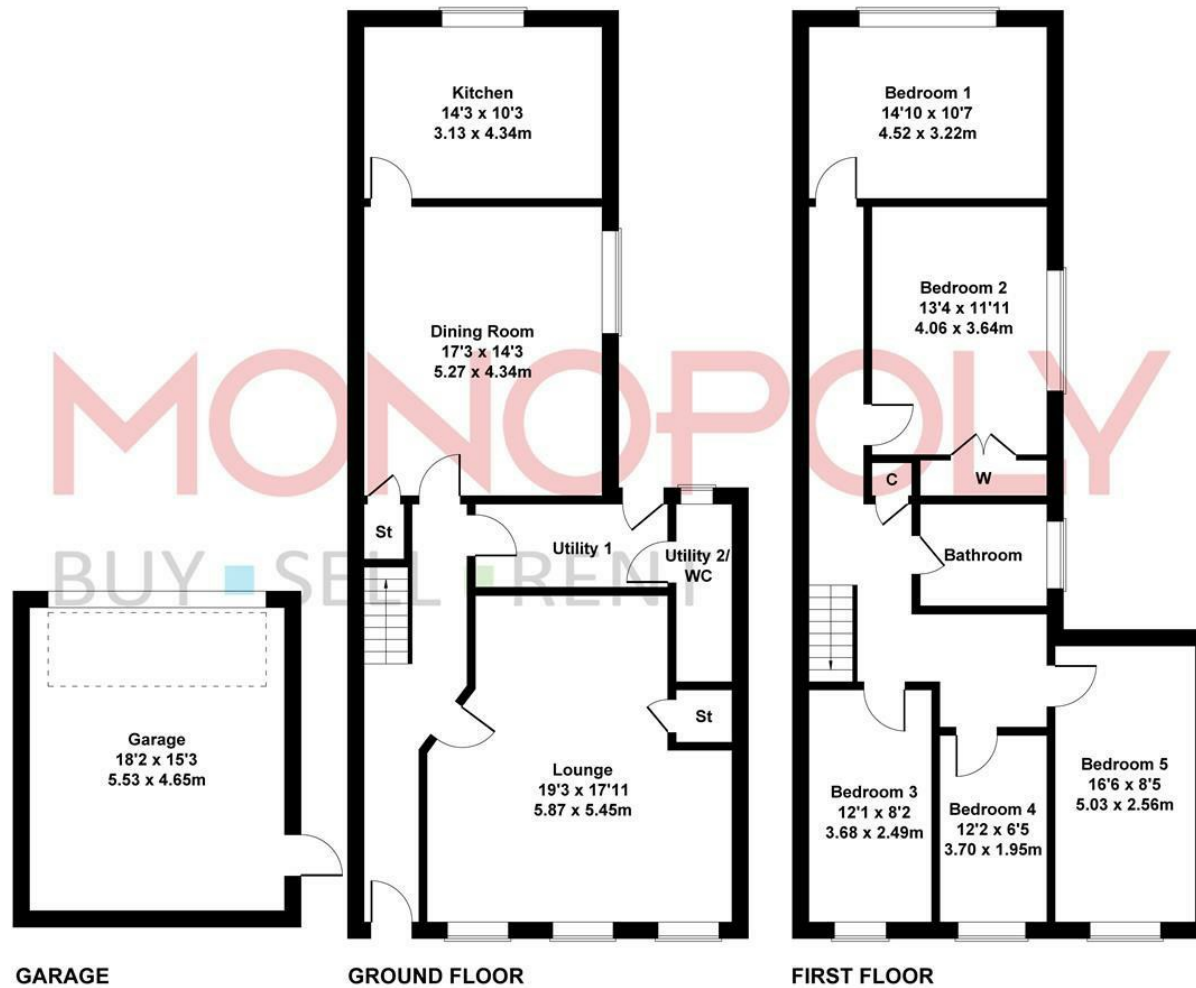 Kitchen
14'3 x 10'3
3.13 x 4.34m
Dining Room
17'3 x 14'3
5.27 x 4.34m
St
Utility 1
Utility 2/
WC
St
Lounge
19'3 x 17'11
5.87 x 5.45m
Garage
18'2 x 15'3
5.53 x 4.65m
Bedroom 1
14'10 x 10'7
4.52 x 3.22m
Bedroom 2
13'4 x 11'11
4.06 x 3.64m
C
W
Bathroom
Bedroom 3
12'1 x 8'2
3.68 x 2.49m
Bedroom 4
12'2 x 6'5
3.70 x 1.95m
Bedroom 5
16'6 x 8'5
5.03 x 2.56m
MONOPOLY
BUY SELL RENT
GARAGE
GROUND FLOOR
FIRST FLOOR